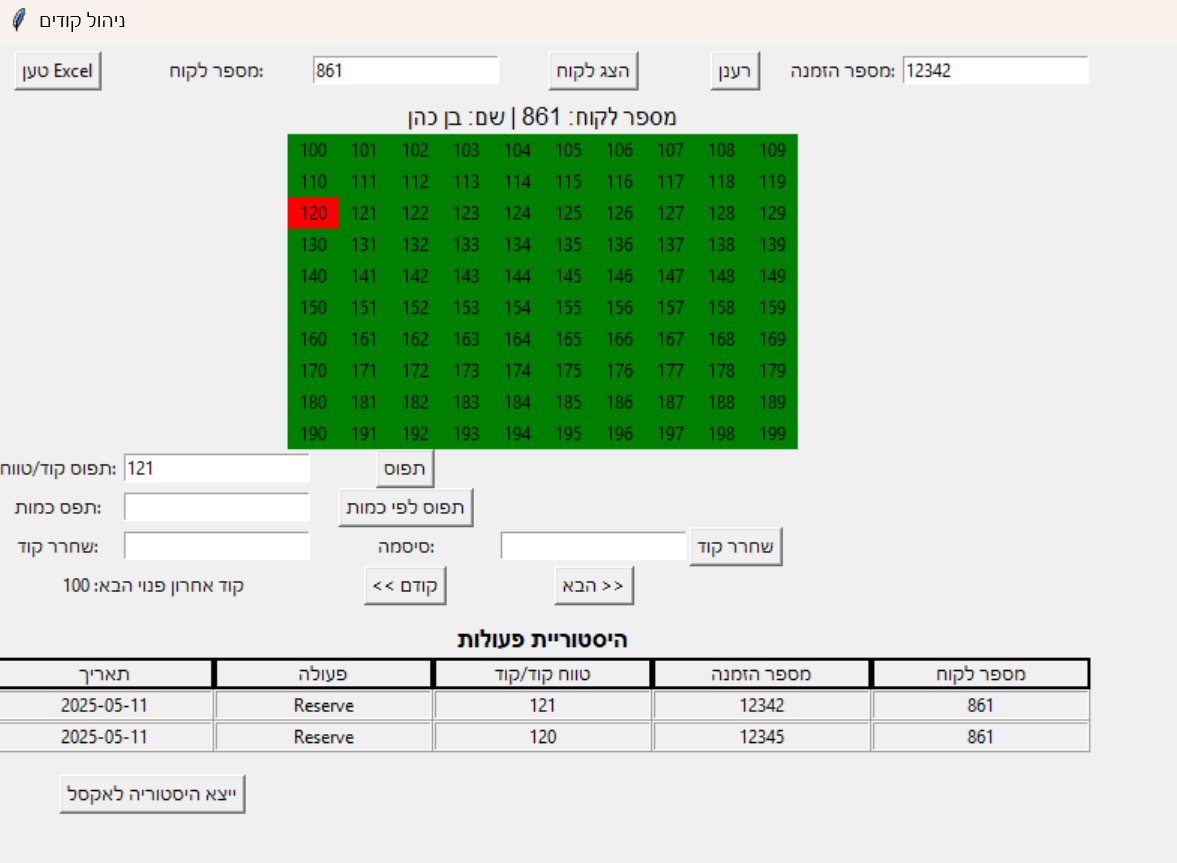 ניהול קודים
טען Excel מספר לקוח: 861 הצג לקוח רענן מספר הזמנה: 12342
מספר לקוח: 861 | שם: בן כהן
100 101 102 103 104 105 106 107 108 109
110 111 112 113 114 115 116 117 118 119
120 121 122 123 124 125 126 127 128 129
130 131 132 133 134 135 136 137 138 139
140 141 142 143 144 145 146 147 148 149
150 151 152 153 154 155 156 157 158 159
160 161 162 163 164 165 166 167 168 169
170 171 172 173 174 175 176 177 178 179
180 181 182 183 184 185 186 187 188 189
190 191 192 193 194 195 196 197 198 199
תפוס קוד/טווח: 121 תפוס
תפס כמות: תפוס לפי כמות
שחרר קוד: סיסמה: שחרר קוד
קוד אחרון פנוי הבא: 100 << קודם הבא >>
היסטוריית פעולות
תאריך פעולה טווח קוד/קוד מספר הזמנה מספר לקוח
2025-05-11 Reserve 121 12342 861
2025-05-11 Reserve 120 12345 861
ייצא היסטוריה לאקסל